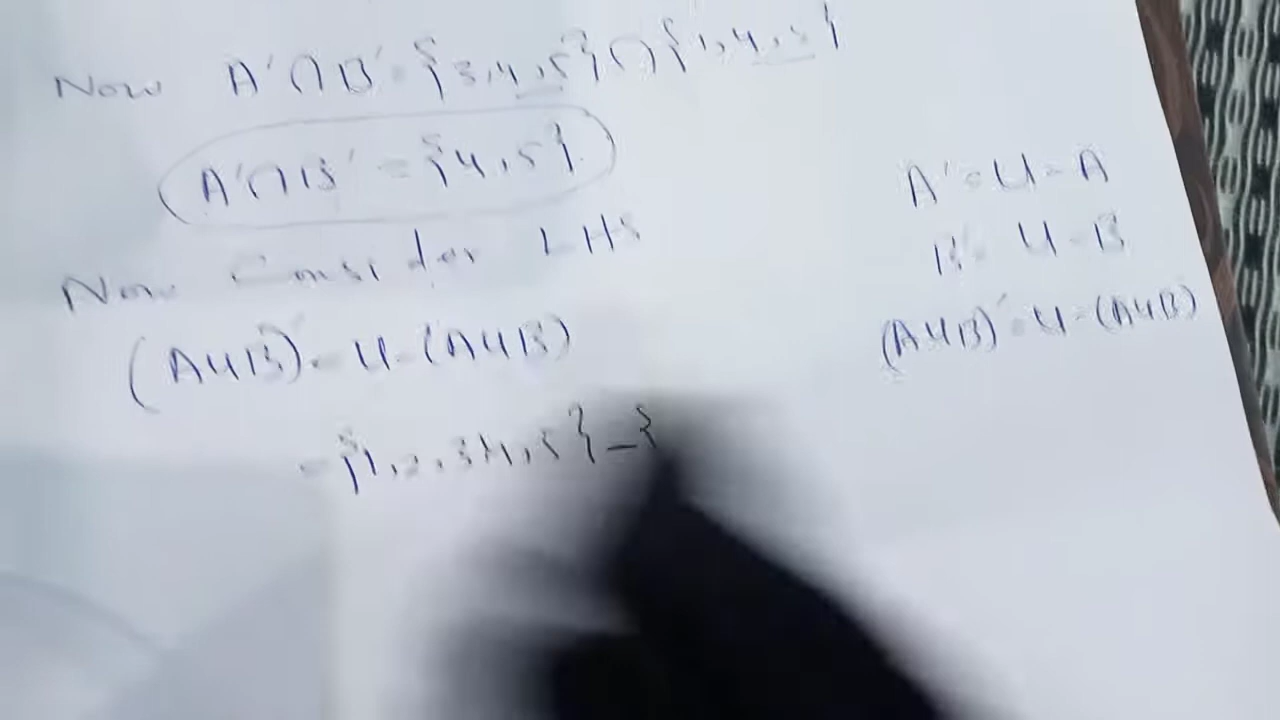 Now A'∩B' = {3,4,5}∩{1,4,5}
A'∩B' = {4,5}
Now Consider LHS
(A∪B)' = U-(A∪B)
= {1,2,3,4,5}-{
A' = U-A
B' = U-B
(A∪B)' = U-(A∪B)